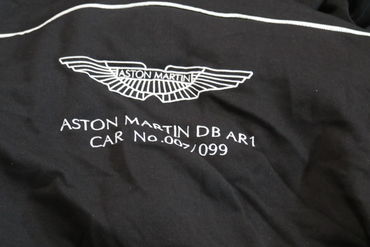 ASTON MARTIN
ASTON MARTIN DB AR1
CAR No.007/099